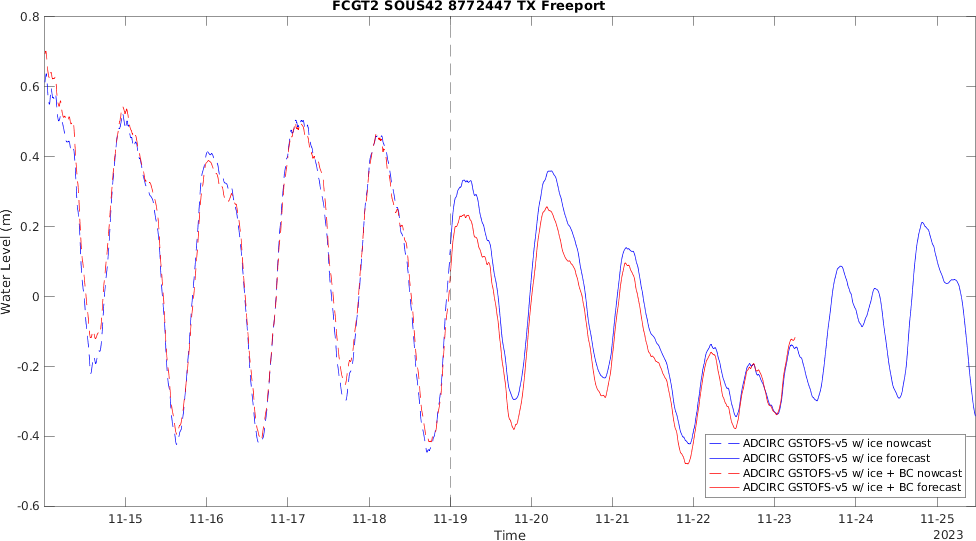 FCGT2 SOUS42 8772447 TX Freeport
0.8
0.6
0.4
0.2
0
-0.2
-0.4
-0.6
Water Level (m)
ADCIRC GSTOFS-v5 w/ ice nowcast
ADCIRC GSTOFS-v5 w/ ice forecast
ADCIRC GSTOFS-v5 w/ ice + BC nowcast
ADCIRC GSTOFS-v5 w/ ice + BC forecast
11-15 11-16 11-17 11-18 11-19 11-20 11-21 11-22 11-23 11-24 11-25
Time
2023